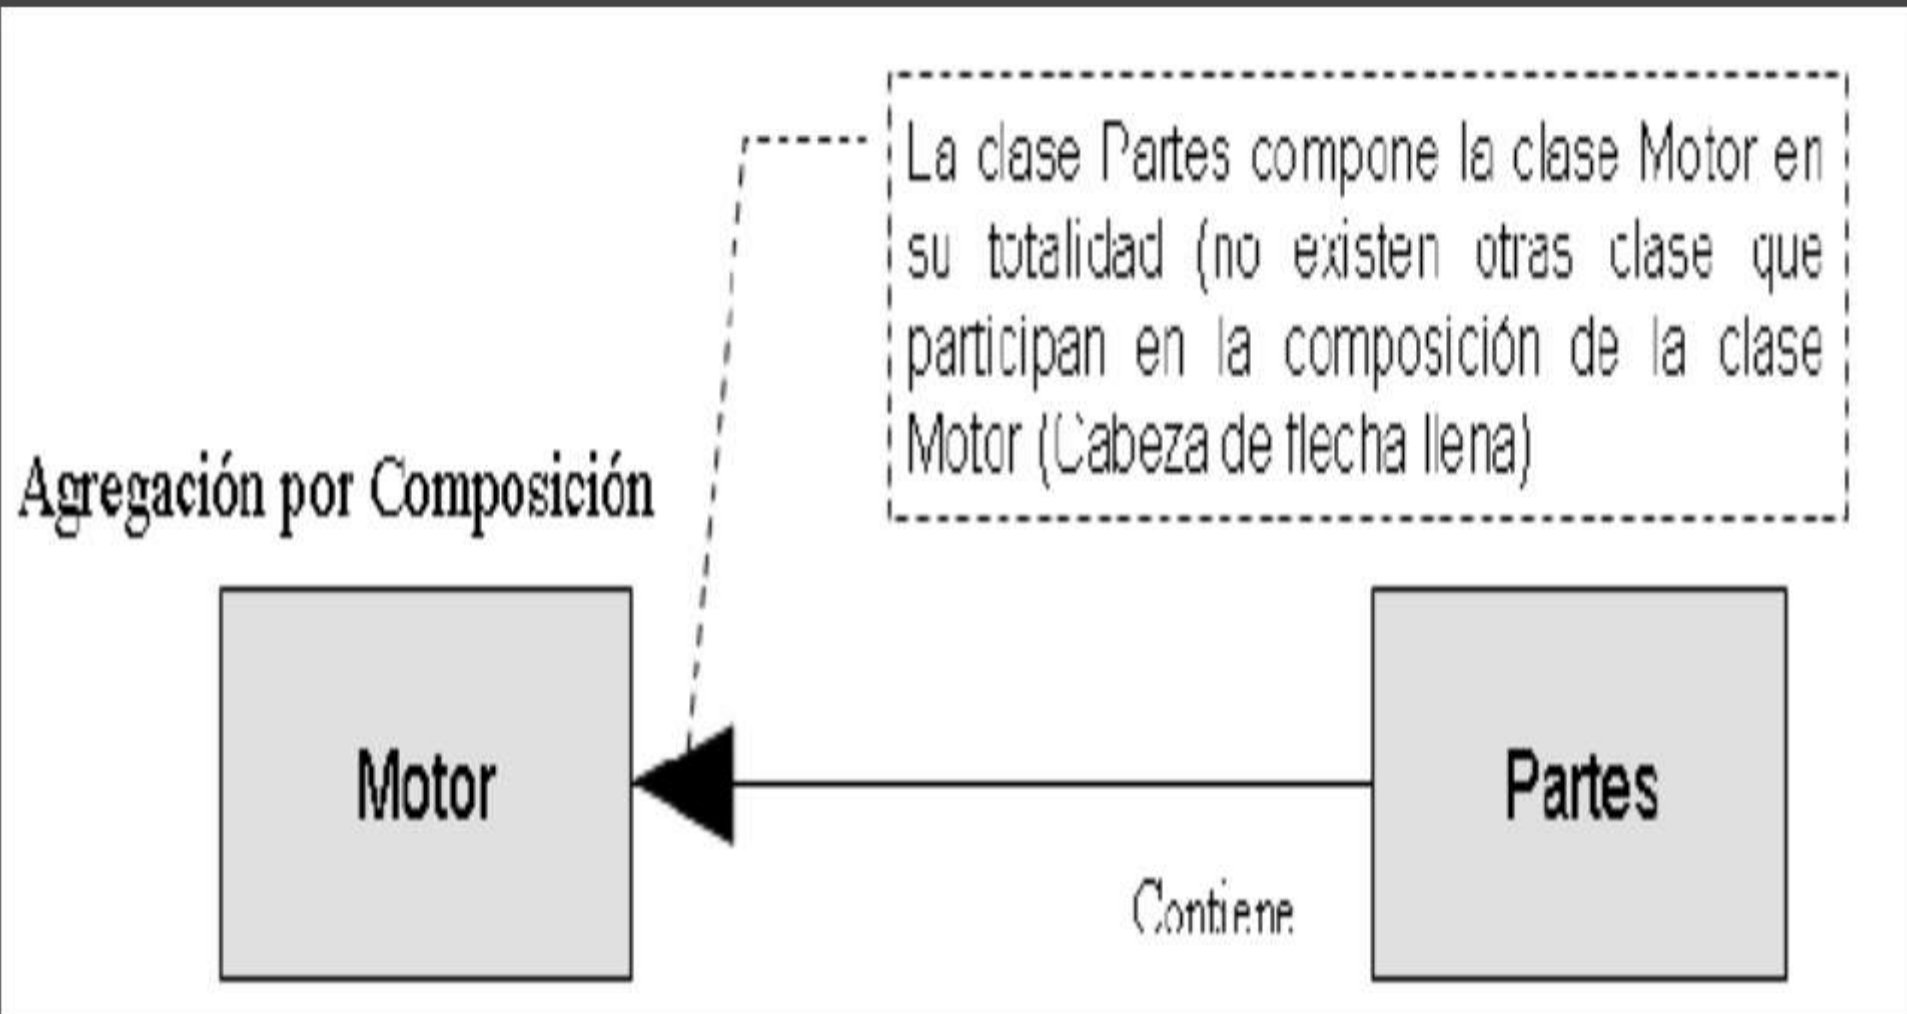 La clase Partes compone la clase Motor en
su totalidad (no existen otras clase que
participan en la composición de la clase
Motor (Cabeza de flecha llena)
Agregación por Composición
Motor
Partes
Contiene